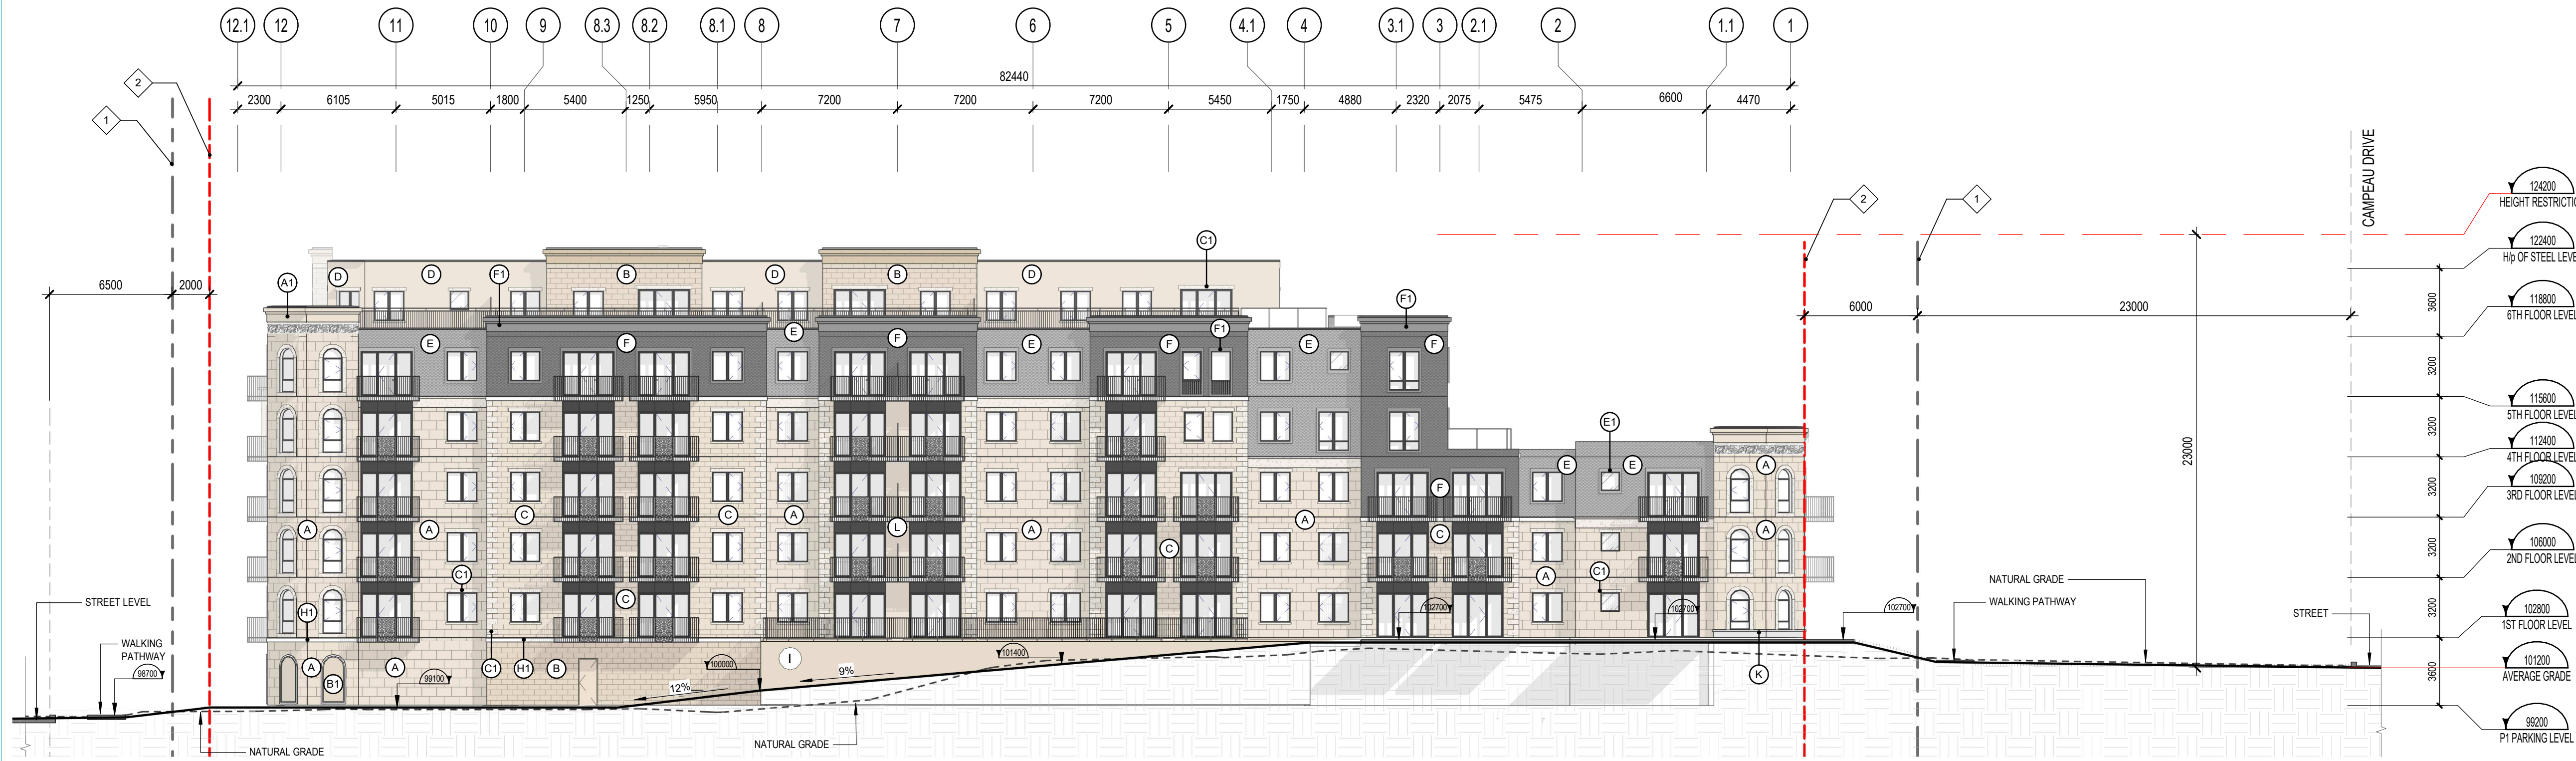 12.1 12 11 10 9 8.3 8.2 8.1 8 7 6 5 4.1 4 3.1 3 2.1 2 1.1 1
82440
2300 6105 5015 1800 5400 1250 5950 7200 7200 7200 5450 1750 4880 2320 2075 5475 6600 4470
2
1
CAMPEAU DRIVE
2
1
124200
HEIGHT RESTRICTIO
122400
H/p OF STEEL LEVE
118800
6TH FLOOR LEVEL
115600
5TH FLOOR LEVEL
112400
4TH FLOOR LEVEL
109200
3RD FLOOR LEVEL
106000
2ND FLOOR LEVEL
102800
1ST FLOOR LEVEL
101200
AVERAGE GRADE
99200
P1 PARKING LEVEL
3600
3200
3200
3200
3200
3200
3600
23000
6500 2000
6000 23000
C1
A1 D D F1 B D B D
F1
F1
E F E F E F E F
E1
A E E
F
C C A L A A C A
A A C
C1 C1 A
H1 C
A B1 A C1 H1 B I K
STREET LEVEL
WALKING
PATHWAY
98700
99100
100000
101400
102700
102700
102700
12%
9%
NATURAL GRADE
NATURAL GRADE
NATURAL GRADE
WALKING PATHWAY
STREET